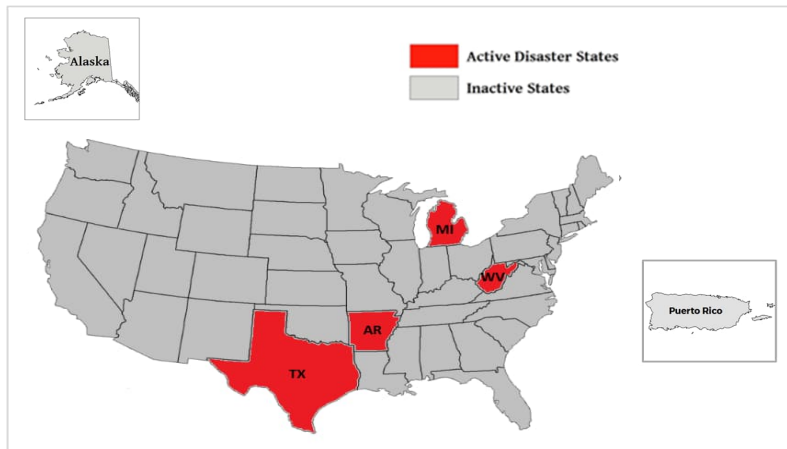 Alaska
Active Disaster States
Inactive States
MI
WV
AR
TX
Puerto Rico